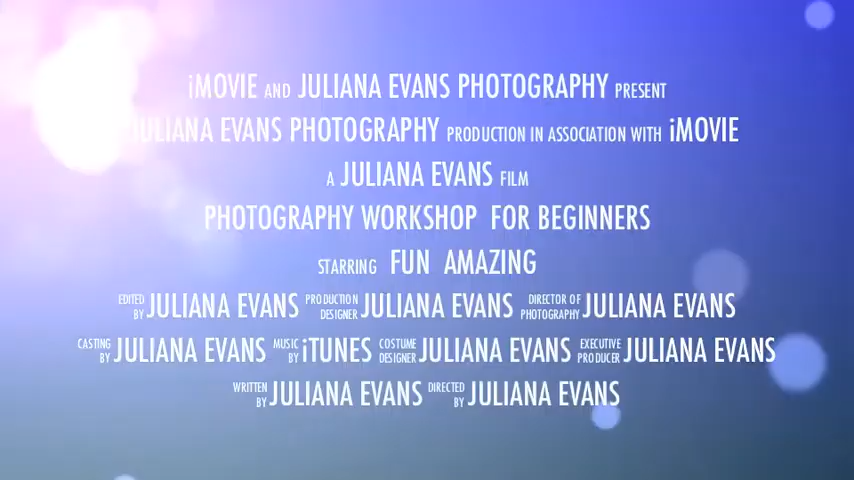 iMOVIE AND JULIANA EVANS PHOTOGRAPHY PRESENT
JULIANA EVANS PHOTOGRAPHY PRODUCTION IN ASSOCIATION WITH iMOVIE
A JULIANA EVANS FILM
PHOTOGRAPHY WORKSHOP FOR BEGINNERS
STARRING FUN AMAZING
EDITED BY JULIANA EVANS PRODUCTION DESIGNER JULIANA EVANS DIRECTOR OF PHOTOGRAPHY JULIANA EVANS
CASTING BY JULIANA EVANS MUSIC BY iTUNES COSTUME DESIGNER JULIANA EVANS EXECUTIVE PRODUCER JULIANA EVANS
WRITTEN BY JULIANA EVANS DIRECTED BY JULIANA EVANS